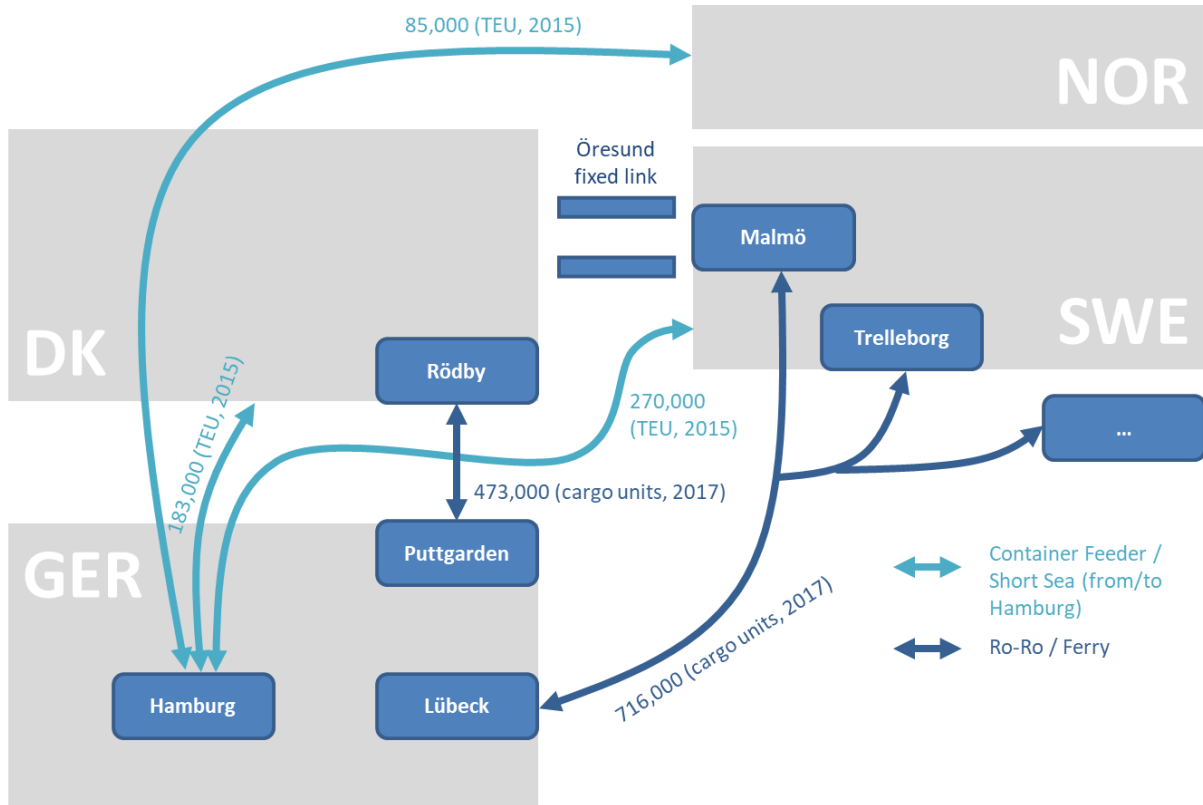 85,000 (TEU, 2015)
NOR
Öresund
fixed link
Malmö
DK
SWE
Trelleborg
Rödby
183,000 (TEU, 2015)
270,000
(TEU, 2015)
...
473,000 (cargo units, 2017)
GER
Puttgarden
Container Feeder /
Short Sea (from/to
Hamburg)
716,000 (cargo units, 2017)
Ro-Ro / Ferry
Hamburg
Lübeck